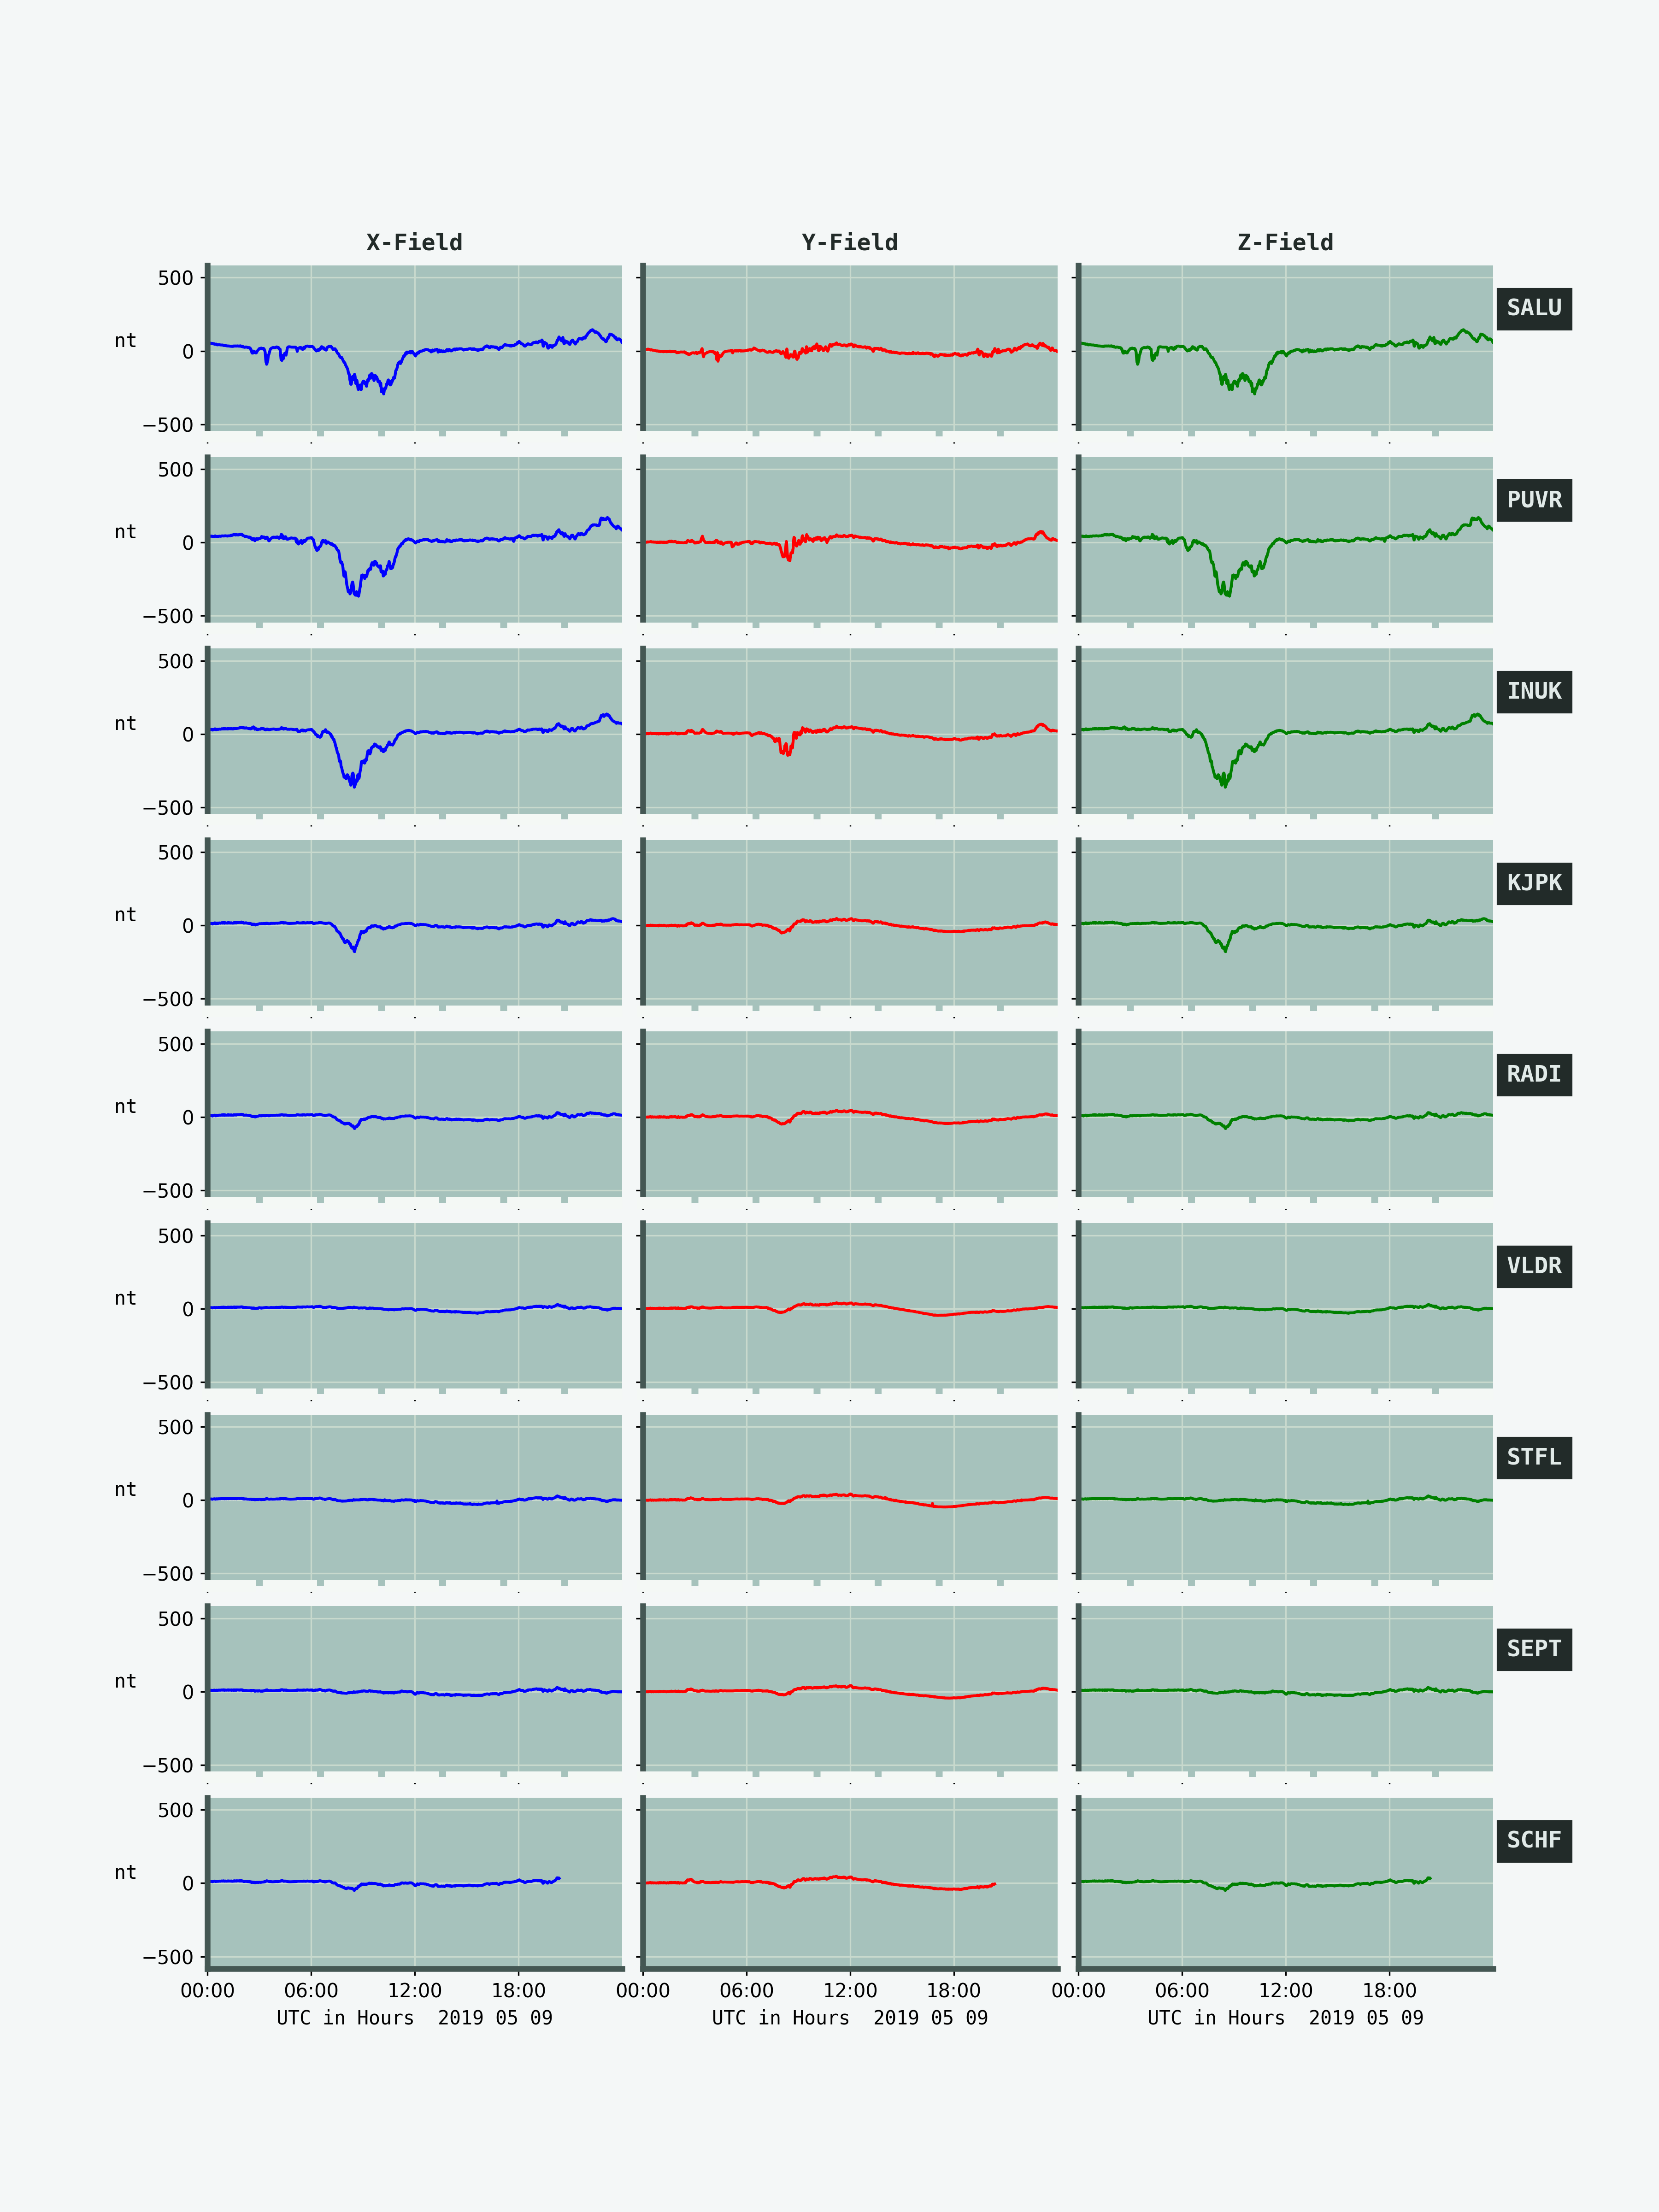 X-Field Y-Field Z-Field
500
nt 0
−500
SALU
500
nt 0
−500
PUVR
500
nt 0
−500
INUK
500
nt 0
−500
KJPK
500
nt 0
−500
RADI
500
nt 0
−500
VLDR
500
nt 0
−500
STFL
500
nt 0
−500
SEPT
500
nt 0
−500
SCHF
00:00 06:00 12:00 18:00 00:00 06:00 12:00 18:00 00:00 06:00 12:00 18:00
UTC in Hours 2019 05 09 UTC in Hours 2019 05 09 UTC in Hours 2019 05 09